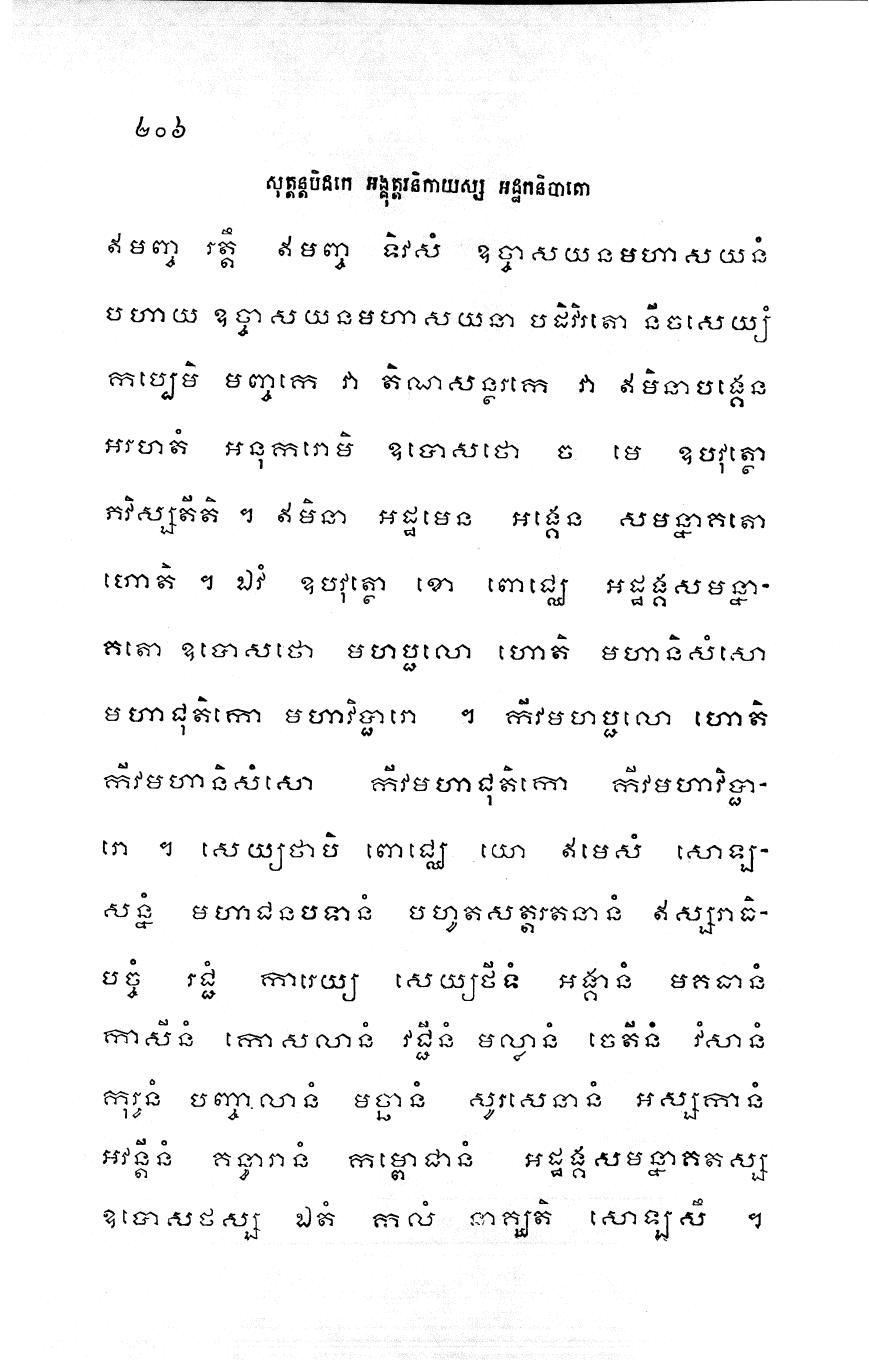 ២០៦
សុត្តន្តបិដកេ អង្គុត្តរនិកាយស្ស អដ្ឋកនិបាតោ
ឥមញ្ច រត្តឹ ឥមញ្ច ទិវសំ ឧច្ចាសយនមហាសយនំ
បហាយ ឧច្ចាសយនមហាសយនា បដិវិរតោ នីចសេយ្យំ
កប្បេមិ មញ្ចកេ វា តិណសន្ថរកេ វា ឥមិនាបង្គេន
អរហតំ អនុករោមិ ឧបោសថោ ច មេ ឧបវុត្ថោ
ភវិស្សតីតិ ។ ឥមិនា អដ្ឋមេន អង្គេន សមន្នាគតោ
ហោតិ ។ ឯវំ ឧបវុត្ថោ ខោ ពោជ្ឈេ អដ្ឋង្គសមន្នា-
គតោ ឧបោសថោ មហប្ផលោ ហោតិ មហានិសំសោ
មហាជុតិកោ មហាវិប្ផារោ ។ កីវមហប្ផលោ ហោតិ
កីវមហានិសំសោ កីវមហាជុតិកោ កីវមហាវិប្ផា-
រោ ។ សេយ្យថាបិ ពោជ្ឈេ យោ ឥមេសំ សោឡ-
សន្នំ មហាជនបទានំ បហូតសត្តរតនានំ ឥស្សរាធិ-
បច្ចំ រជ្ជំ ការេយ្យ សេយ្យថីទំ អង្គានំ មគធានំ
កាសីនំ កោសលានំ វជ្ជីនំ មល្លានំ ចេតីនំ វំសានំ
កុរូនំ បញ្ចាលានំ មច្ឆានំ សូរសេនានំ អស្សកានំ
អវន្តីនំ គន្ធារានំ កម្ពោជានំ អដ្ឋង្គសមន្នាគតស្ស
ឧបោសថស្ស ឯតំ កាលំ នាគ្ឃតិ សោឡសឹ ។